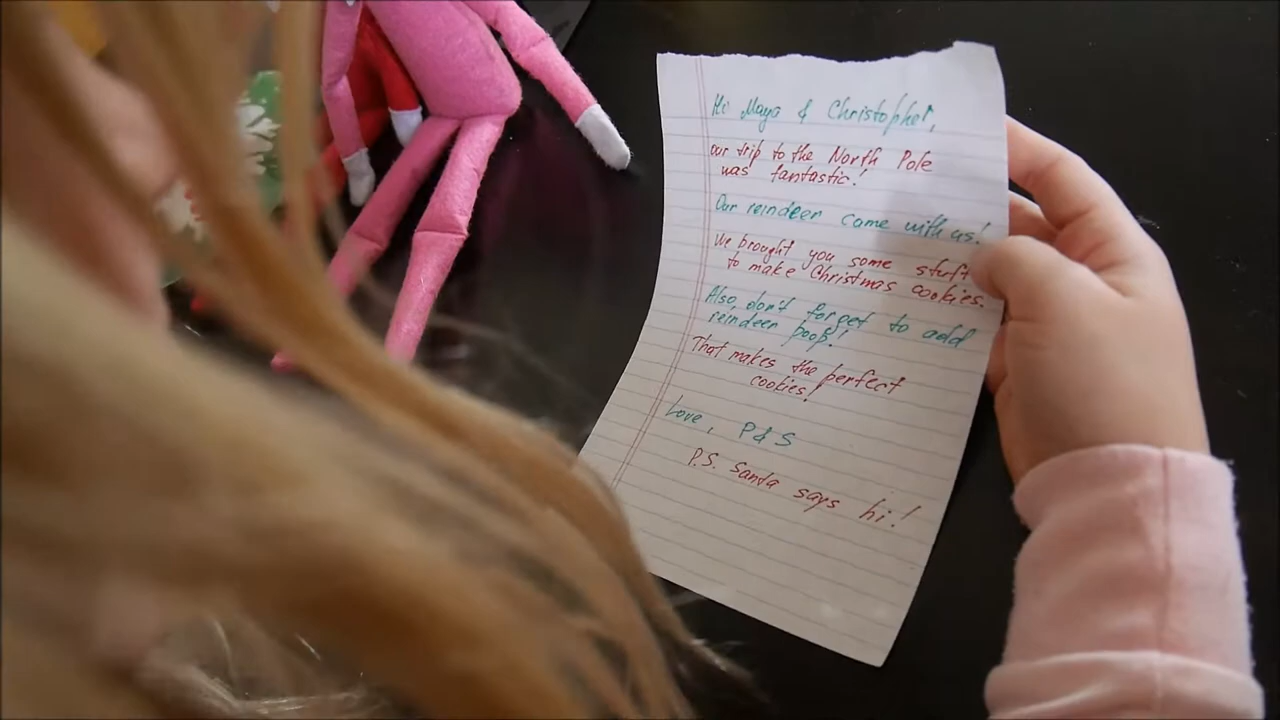 Hi Maya & Christopher,
our trip to the North Pole
was fantastic!
Our reindeer came with us!
We brought you some stuff
to make Christmas cookies.
Also don't forget to add
reindeer poop!
That makes the perfect
cookies!
Love, P&S
P.S. Santa says hi!